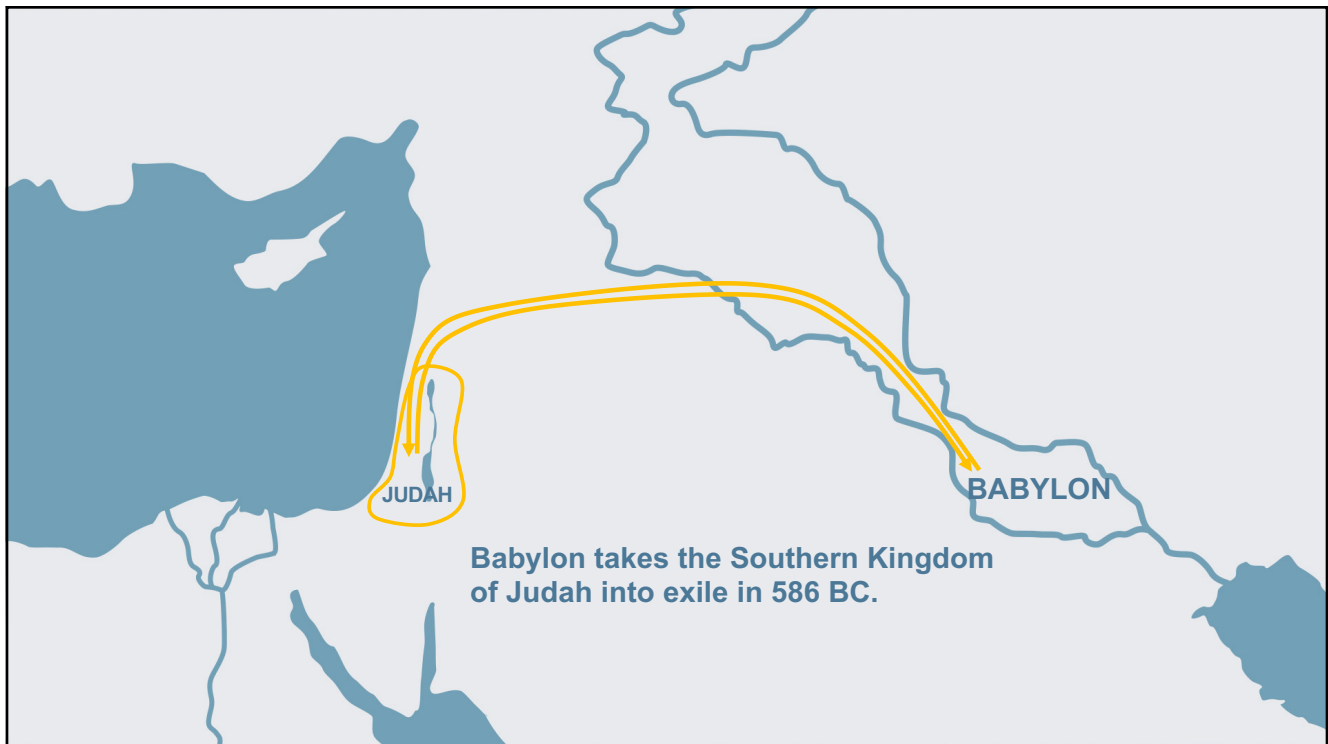 JUDAH
BABYLON
Babylon takes the Southern Kingdom
of Judah into exile in 586 BC.